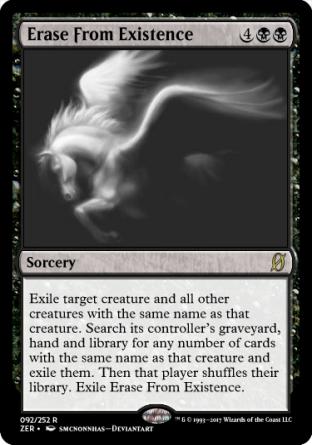 Erase From Existence 4
Sorcery
Exile target creature and all other
creatures with the same name as that
creature. Search its controller's graveyard,
hand and library for any number of cards
with the same name as that creature and
exile them. Then that player shuffles their
library. Exile Erase From Existence.
092/252 R
ZER • SMCNONNHAS—DEVIANTART
™ & © 1993–2017 Wizards of the Coast LLC